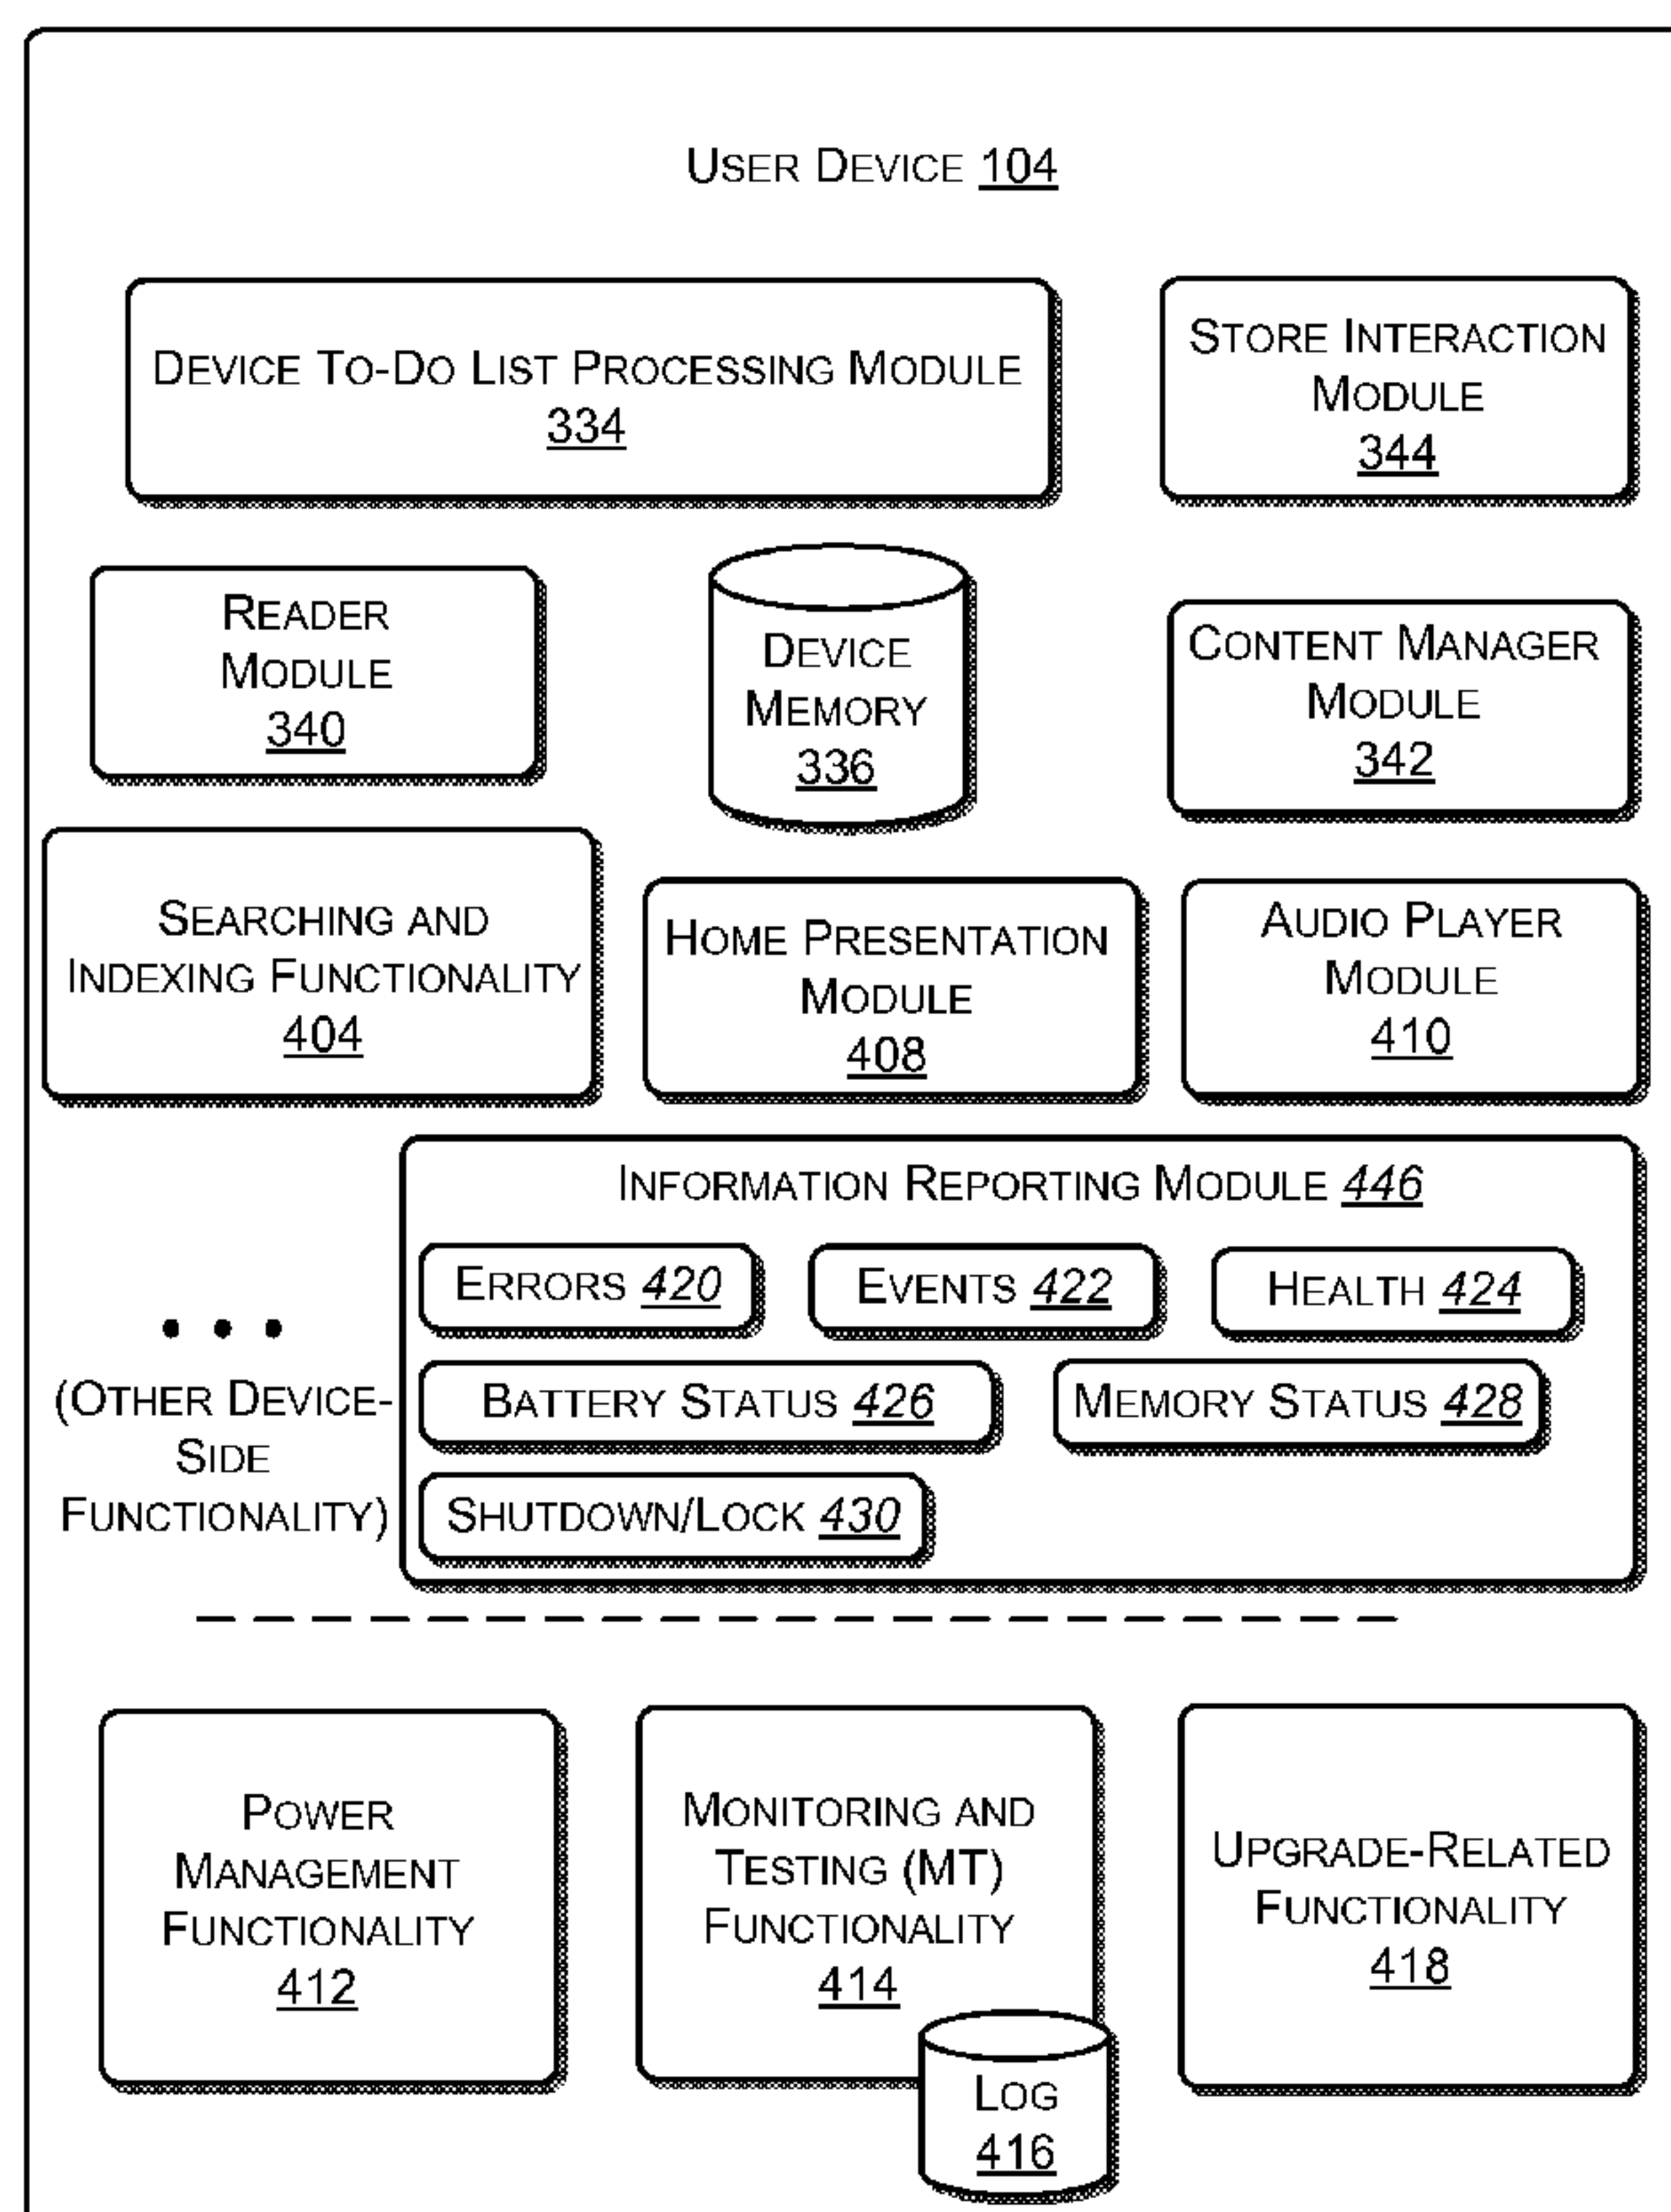 USER DEVICE 104
DEVICE TO-DO LIST PROCESSING MODULE
334
STORE INTERACTION
MODULE
344
READER
MODULE
340
DEVICE
MEMORY
336
CONTENT MANAGER
MODULE
342
SEARCHING AND
INDEXING FUNCTIONALITY
404
HOME PRESENTATION
MODULE
408
AUDIO PLAYER
MODULE
410
INFORMATION REPORTING MODULE 446
ERRORS 420
EVENTS 422
HEALTH 424
BATTERY STATUS 426
MEMORY STATUS 428
SHUTDOWN/LOCK 430
• • •
(OTHER DEVICE-
SIDE
FUNCTIONALITY)
POWER
MANAGEMENT
FUNCTIONALITY
412
MONITORING AND
TESTING (MT)
FUNCTIONALITY
414
LOG
416
UPGRADE-RELATED
FUNCTIONALITY
418